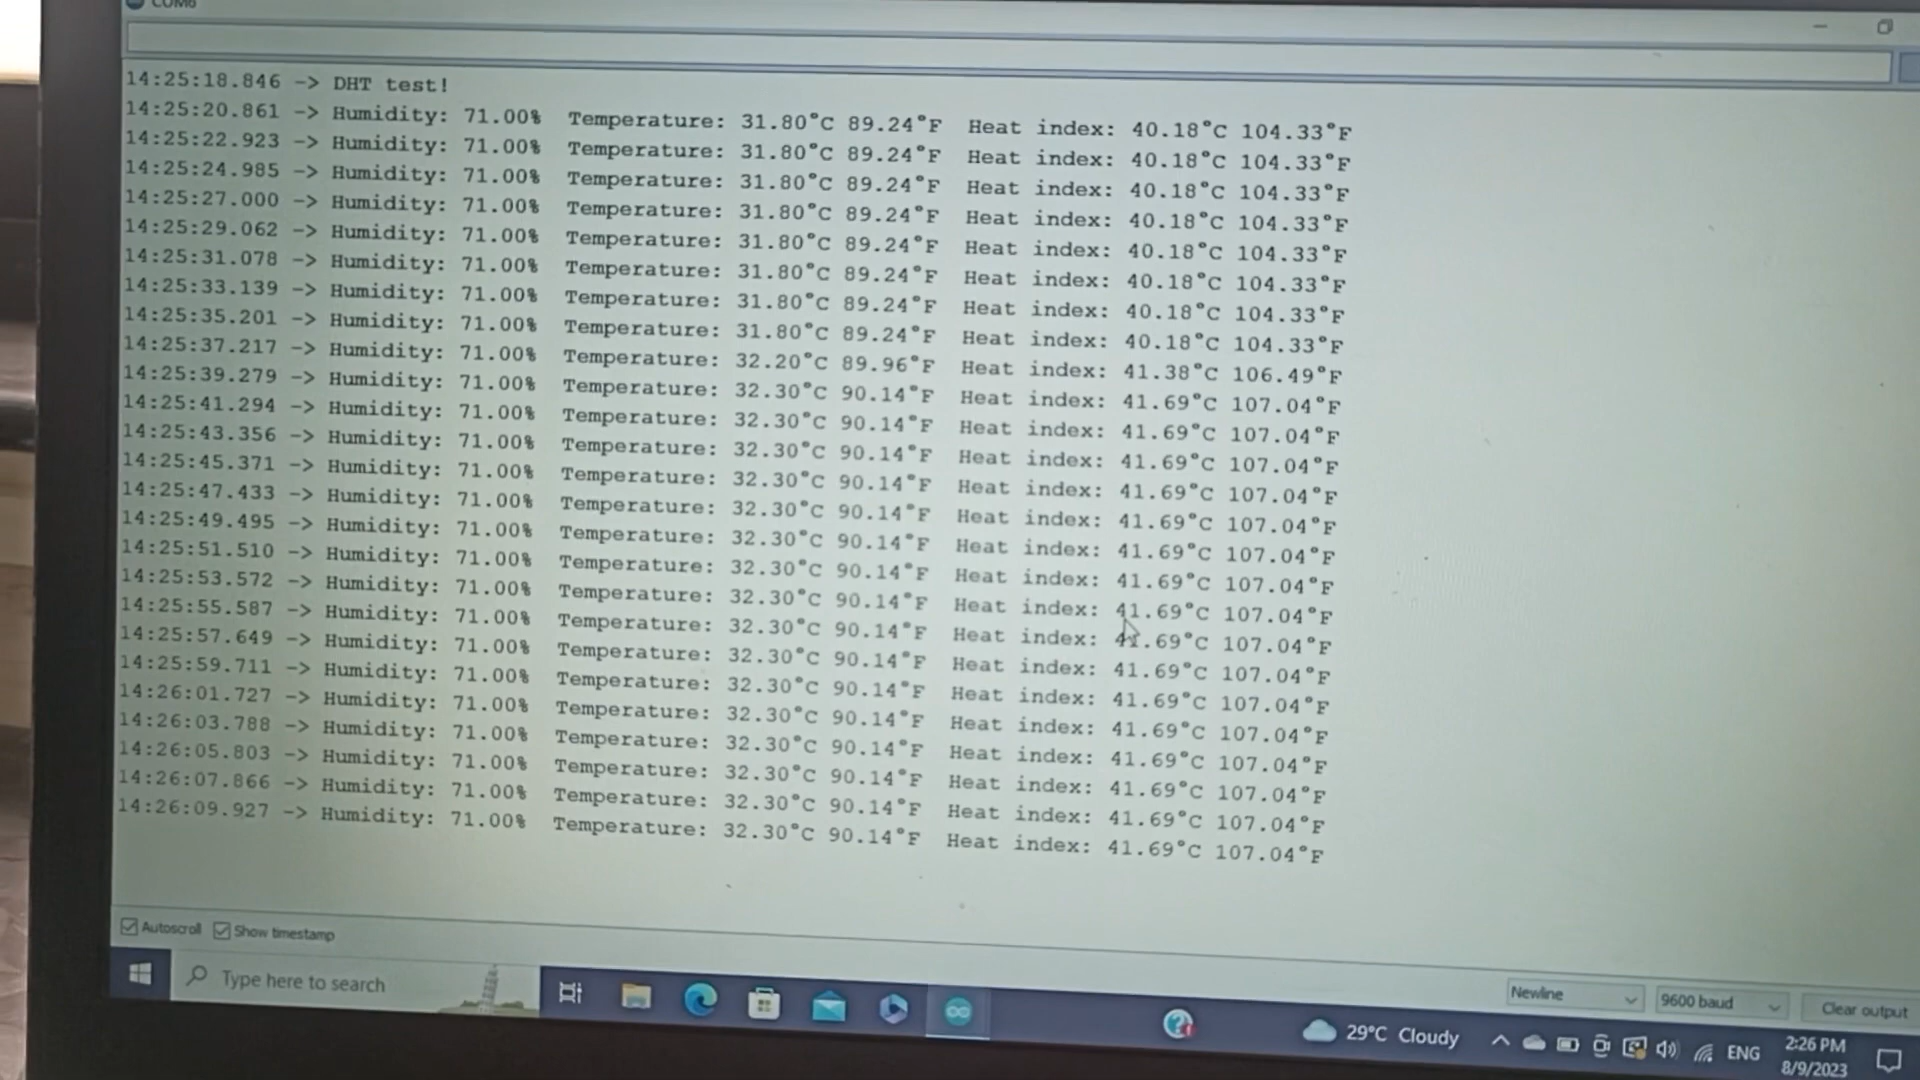 COM6
14:25:18.846 -> DHT test!
14:25:20.861 -> Humidity: 71.00%  Temperature: 31.80°C 89.24°F  Heat index: 40.18°C 104.33°F
14:25:22.923 -> Humidity: 71.00%  Temperature: 31.80°C 89.24°F  Heat index: 40.18°C 104.33°F
14:25:24.985 -> Humidity: 71.00%  Temperature: 31.80°C 89.24°F  Heat index: 40.18°C 104.33°F
14:25:27.000 -> Humidity: 71.00%  Temperature: 31.80°C 89.24°F  Heat index: 40.18°C 104.33°F
14:25:29.062 -> Humidity: 71.00%  Temperature: 31.80°C 89.24°F  Heat index: 40.18°C 104.33°F
14:25:31.078 -> Humidity: 71.00%  Temperature: 31.80°C 89.24°F  Heat index: 40.18°C 104.33°F
14:25:33.139 -> Humidity: 71.00%  Temperature: 31.80°C 89.24°F  Heat index: 40.18°C 104.33°F
14:25:35.201 -> Humidity: 71.00%  Temperature: 31.80°C 89.24°F  Heat index: 40.18°C 104.33°F
14:25:37.217 -> Humidity: 71.00%  Temperature: 32.20°C 89.96°F  Heat index: 41.38°C 106.49°F
14:25:39.279 -> Humidity: 71.00%  Temperature: 32.30°C 90.14°F  Heat index: 41.69°C 107.04°F
14:25:41.294 -> Humidity: 71.00%  Temperature: 32.30°C 90.14°F  Heat index: 41.69°C 107.04°F
14:25:43.356 -> Humidity: 71.00%  Temperature: 32.30°C 90.14°F  Heat index: 41.69°C 107.04°F
14:25:45.371 -> Humidity: 71.00%  Temperature: 32.30°C 90.14°F  Heat index: 41.69°C 107.04°F
14:25:47.433 -> Humidity: 71.00%  Temperature: 32.30°C 90.14°F  Heat index: 41.69°C 107.04°F
14:25:49.495 -> Humidity: 71.00%  Temperature: 32.30°C 90.14°F  Heat index: 41.69°C 107.04°F
14:25:51.510 -> Humidity: 71.00%  Temperature: 32.30°C 90.14°F  Heat index: 41.69°C 107.04°F
14:25:53.572 -> Humidity: 71.00%  Temperature: 32.30°C 90.14°F  Heat index: 41.69°C 107.04°F
14:25:55.587 -> Humidity: 71.00%  Temperature: 32.30°C 90.14°F  Heat index: 41.69°C 107.04°F
14:25:57.649 -> Humidity: 71.00%  Temperature: 32.30°C 90.14°F  Heat index: 41.69°C 107.04°F
14:25:59.711 -> Humidity: 71.00%  Temperature: 32.30°C 90.14°F  Heat index: 41.69°C 107.04°F
14:26:01.727 -> Humidity: 71.00%  Temperature: 32.30°C 90.14°F  Heat index: 41.69°C 107.04°F
14:26:03.788 -> Humidity: 71.00%  Temperature: 32.30°C 90.14°F  Heat index: 41.69°C 107.04°F
14:26:05.803 -> Humidity: 71.00%  Temperature: 32.30°C 90.14°F  Heat index: 41.69°C 107.04°F
14:26:07.866 -> Humidity: 71.00%  Temperature: 32.30°C 90.14°F  Heat index: 41.69°C 107.04°F
14:26:09.927 -> Humidity: 71.00%  Temperature: 32.30°C 90.14°F  Heat index: 41.69°C 107.04°F
Autoscroll Show timestamp
Newline 9600 baud Clear output
Type here to search
29°C Cloudy ENG 2:26 PM
8/9/2023